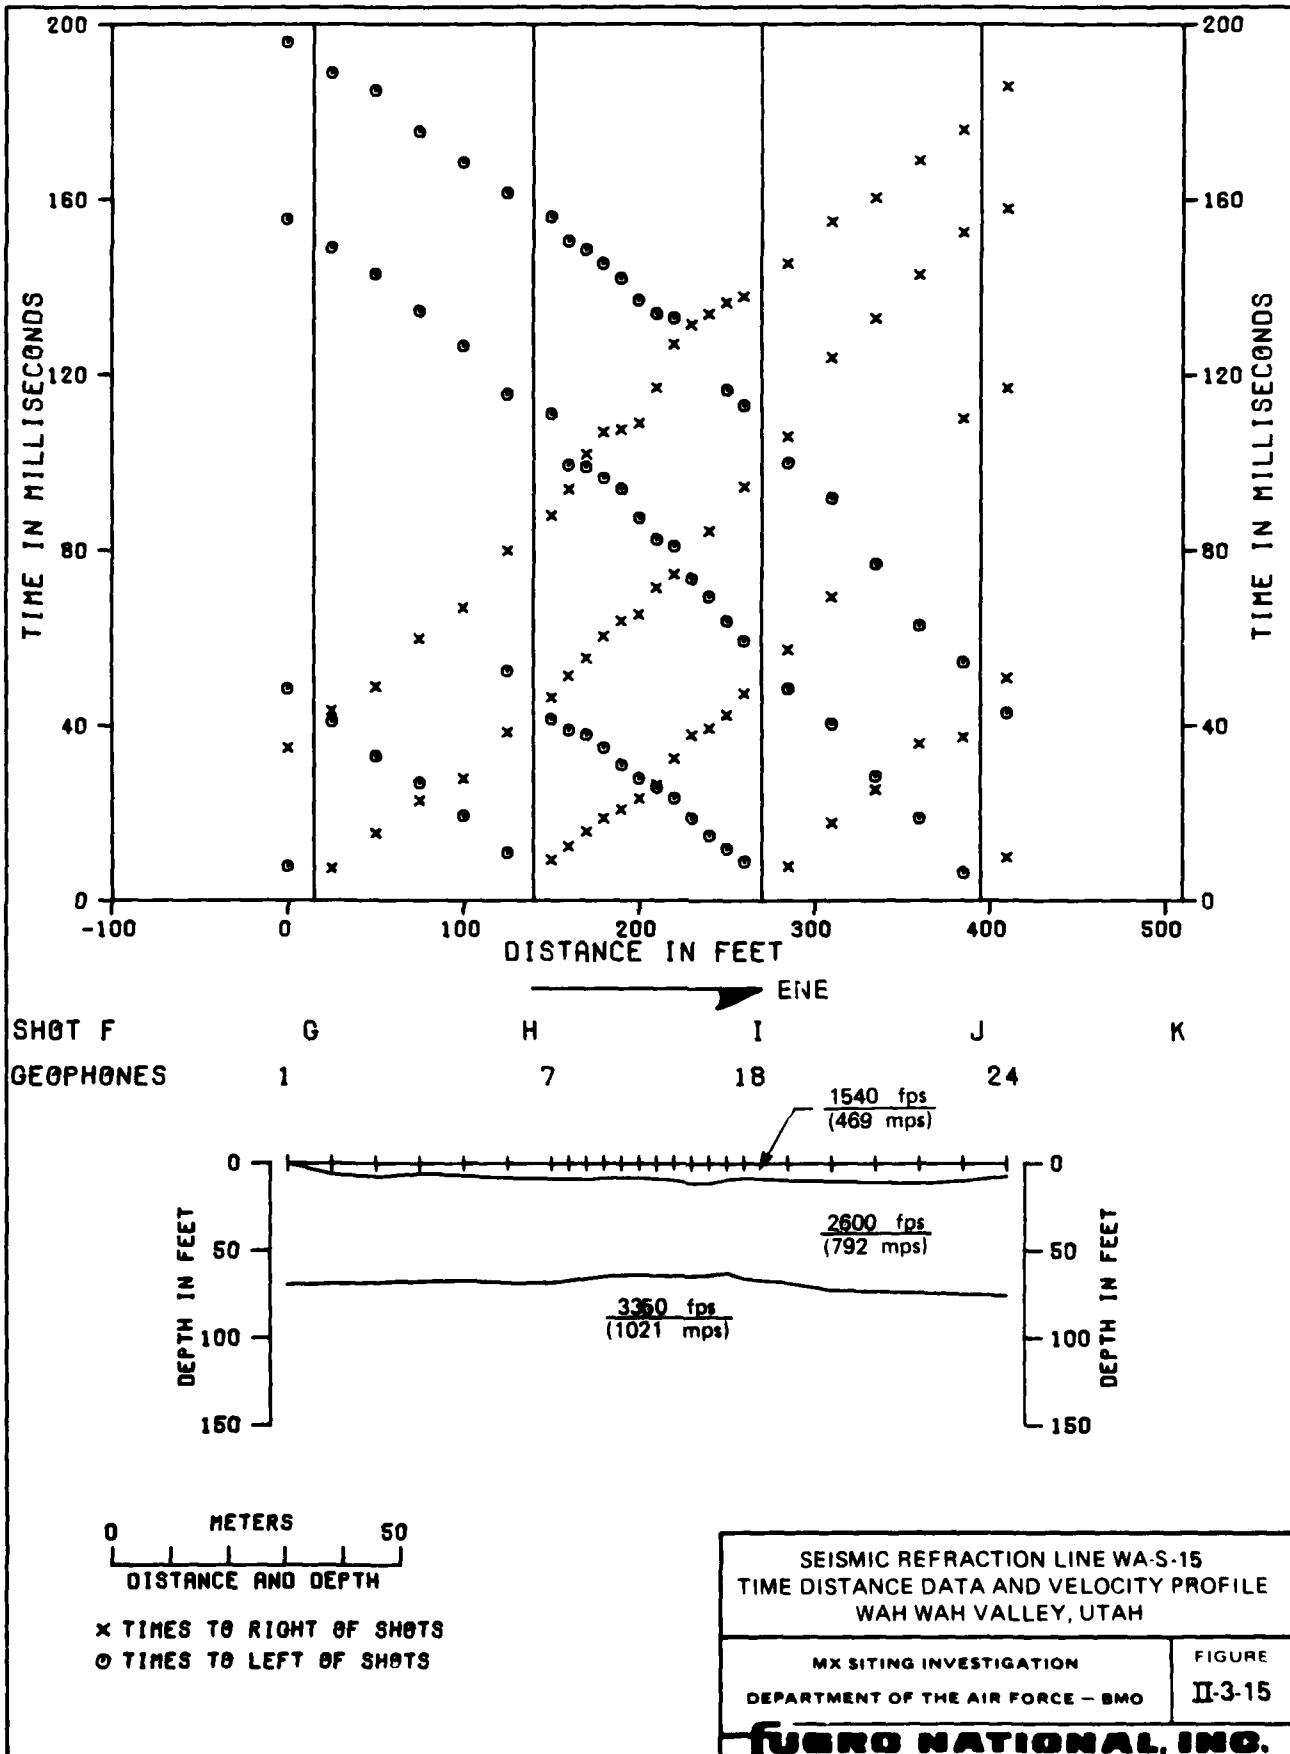 200 200
160 160
120 120
80 80
40 40
0 0
TIME IN MILLISECONDS
TIME IN MILLISECONDS
-100 0 100 200 300 400 500
DISTANCE IN FEET
ENE
SHOT F G H I J K
GEOPHONES 1 7 18 24
1540 fps
(469 mps)
0 0
50 50
100 100
150 150
DEPTH IN FEET
DEPTH IN FEET
2600 fps
(792 mps)
3350 fps
(1021 mps)
0 METERS 50
DISTANCE AND DEPTH
× TIMES TO RIGHT OF SHOTS
⊙ TIMES TO LEFT OF SHOTS
SEISMIC REFRACTION LINE WA-S-15
TIME DISTANCE DATA AND VELOCITY PROFILE
WAH WAH VALLEY, UTAH
MX SITING INVESTIGATION
DEPARTMENT OF THE AIR FORCE – BMO
FIGURE
II-3-15
FUGRO NATIONAL, INC.